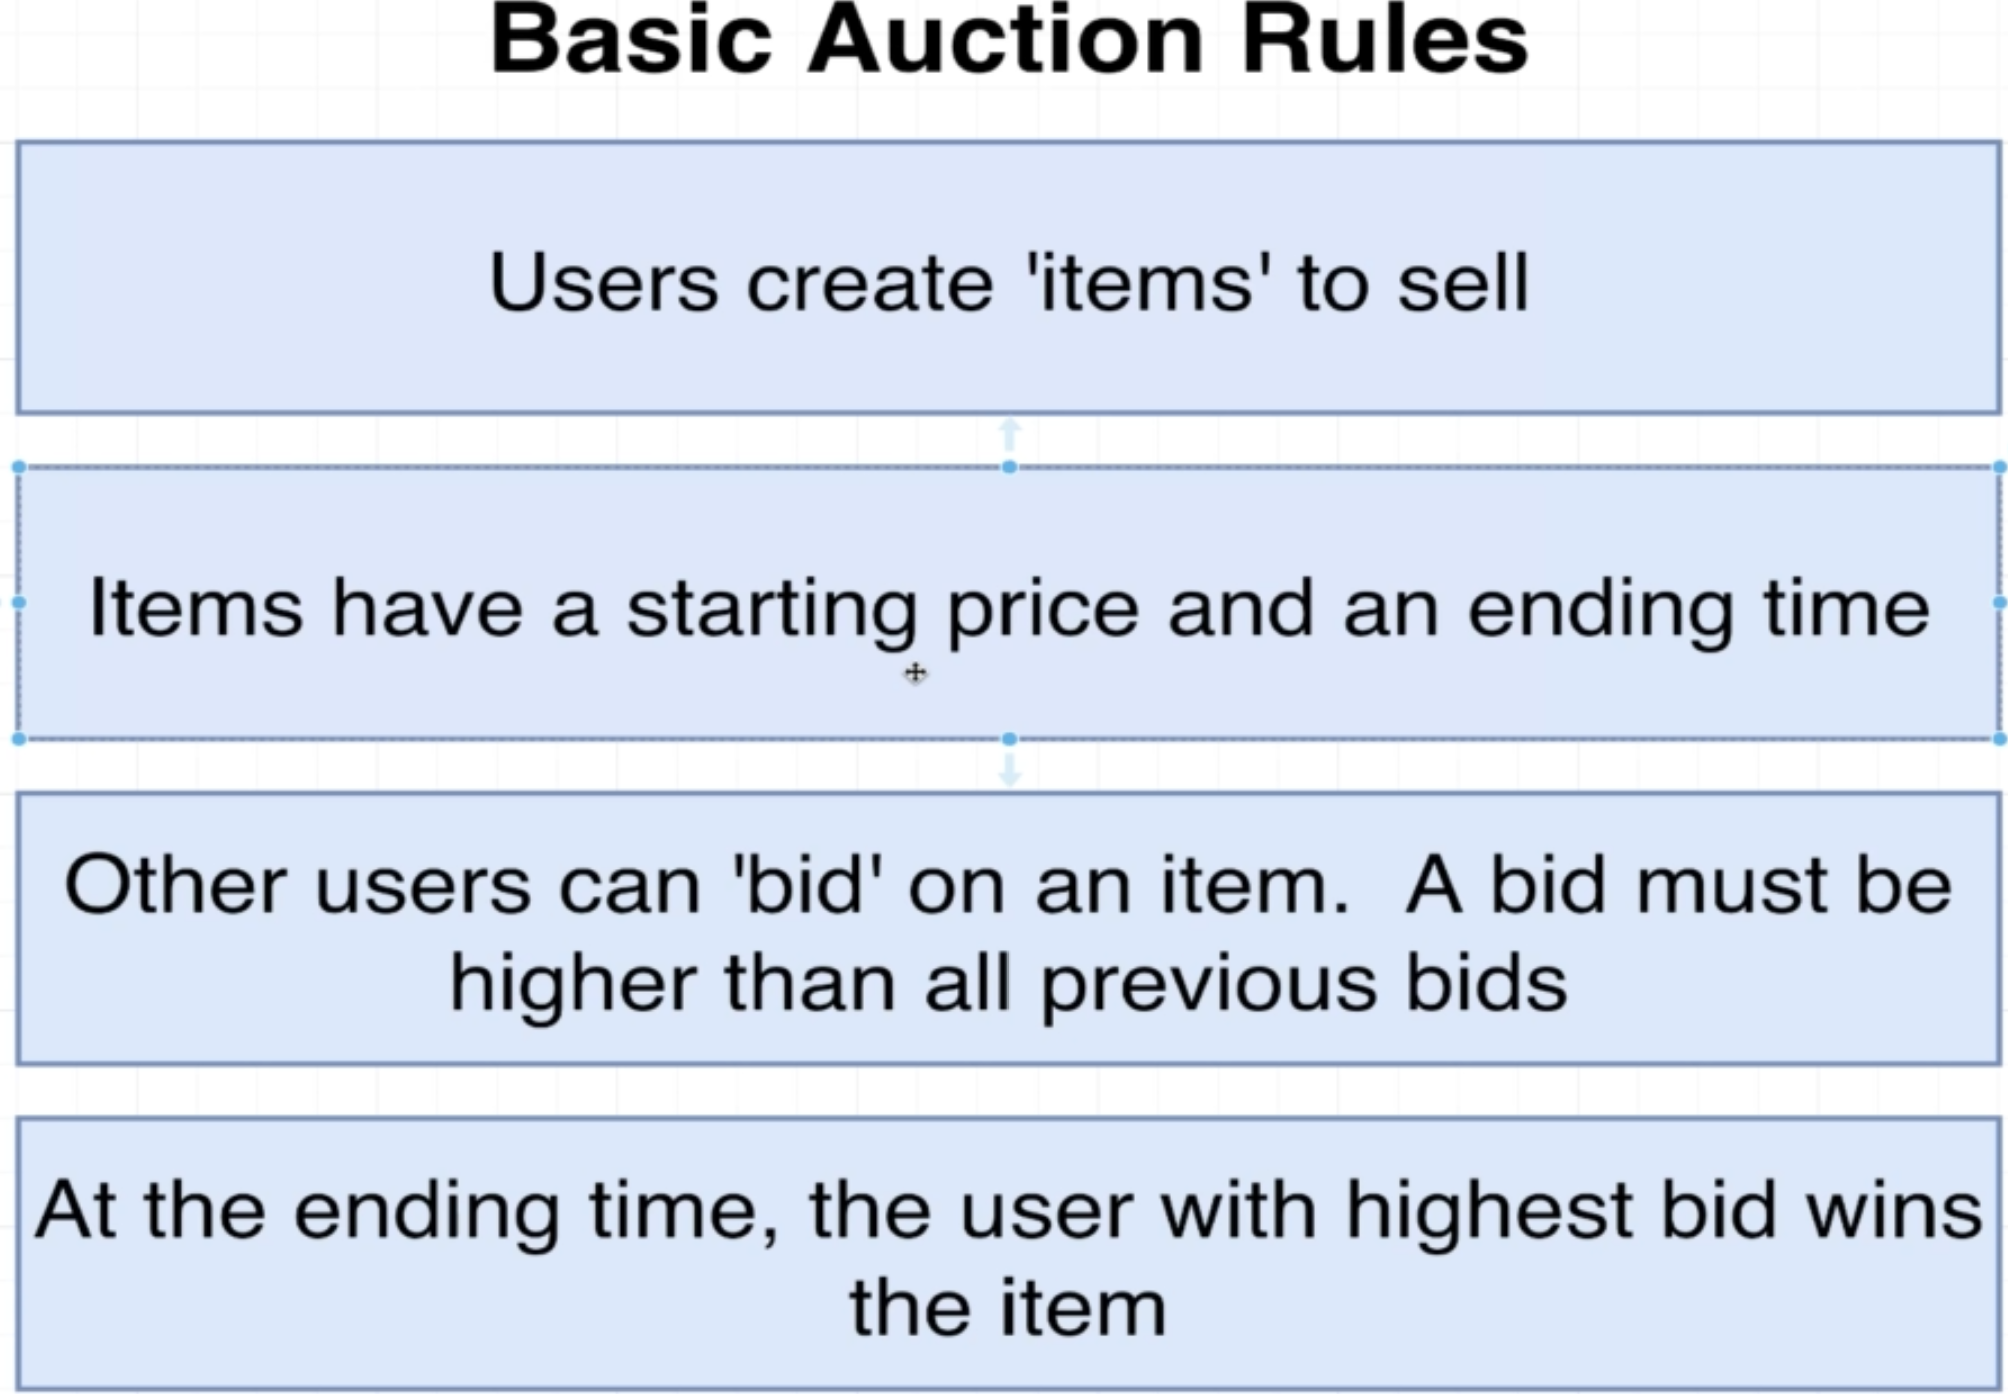 Basic Auction Rules
Users create 'items' to sell
Items have a starting price and an ending time
Other users can 'bid' on an item.  A bid must be
higher than all previous bids
At the ending time, the user with highest bid wins
the item